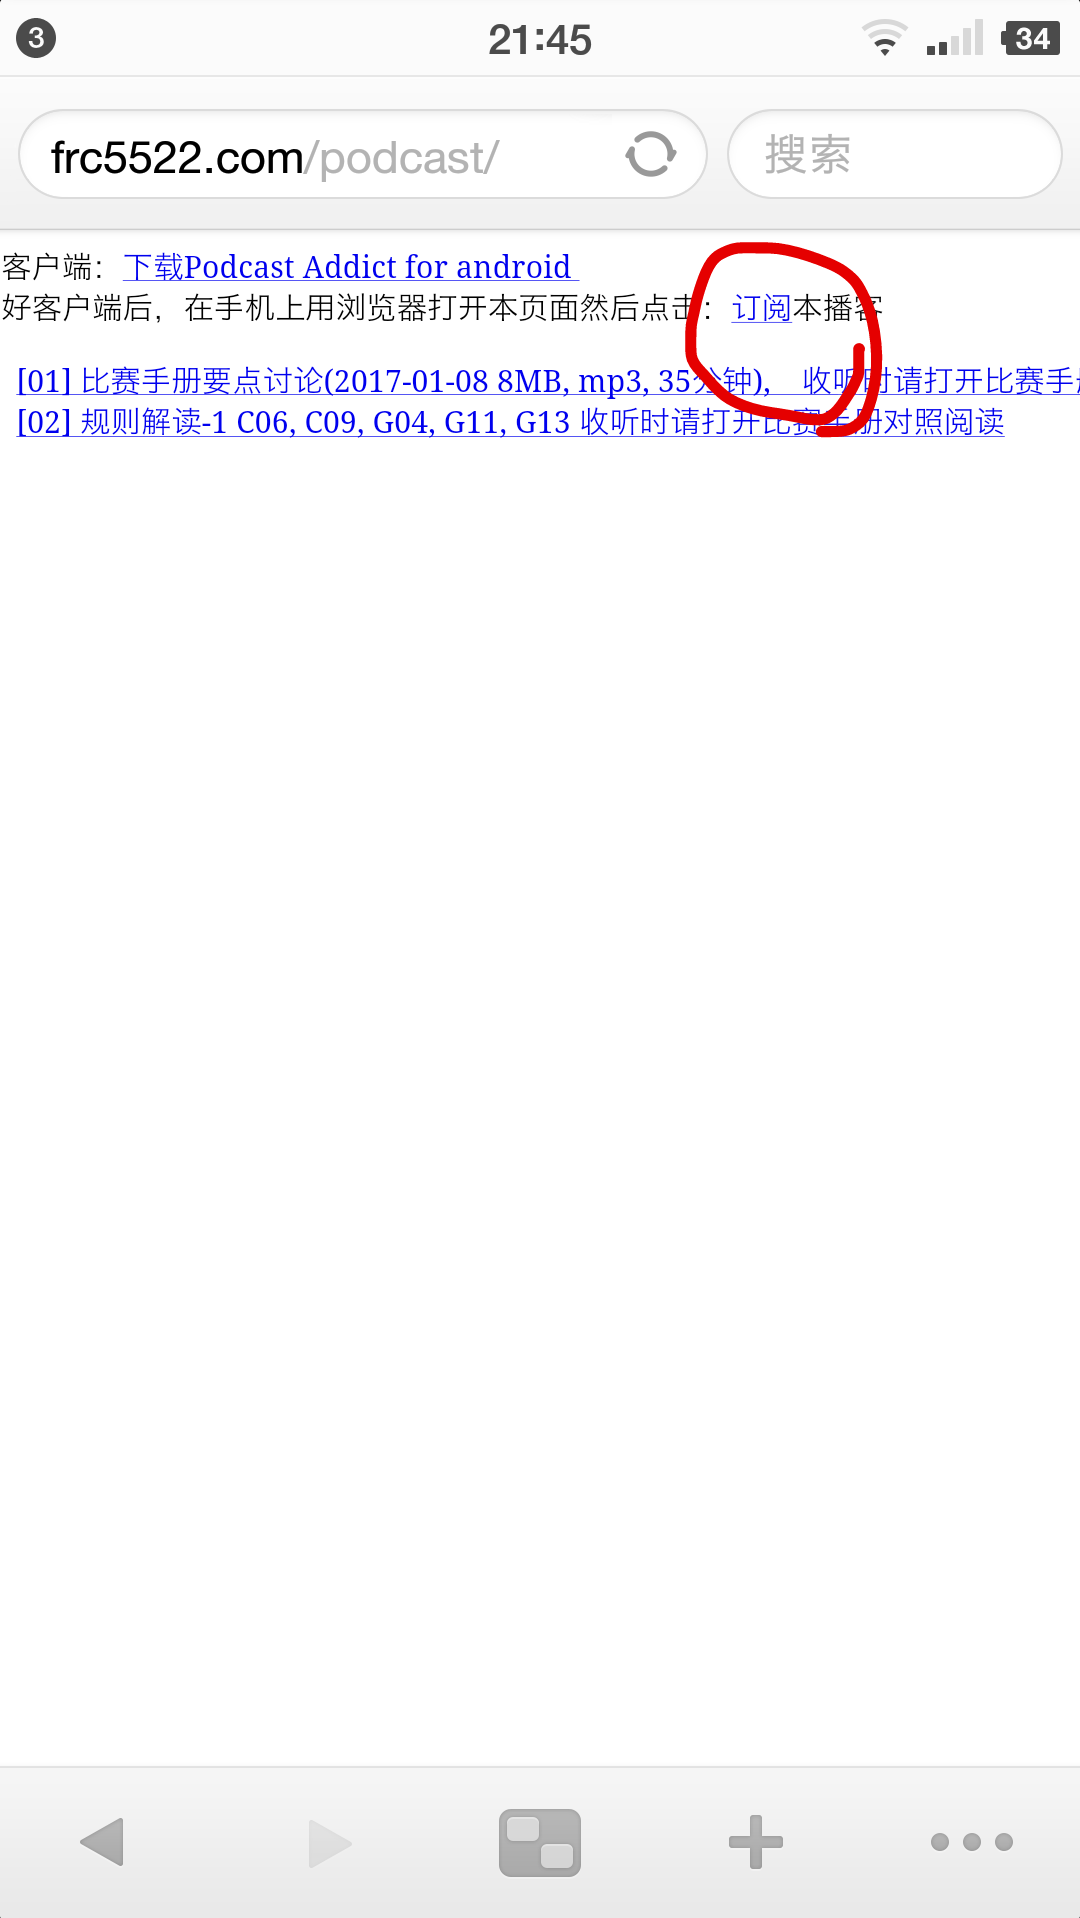 3 21:45 34
frc5522.com/podcast/ 搜索
客户端：下载Podcast Addict for android
好客户端后，在手机上用浏览器打开本页面然后点击：订阅本播客
[01] 比赛手册要点讨论(2017-01-08 8MB, mp3, 35分钟), 收听时请打开比赛手
[02] 规则解读-1 C06, C09, G04, G11, G13 收听时请打开比赛手册对照阅读